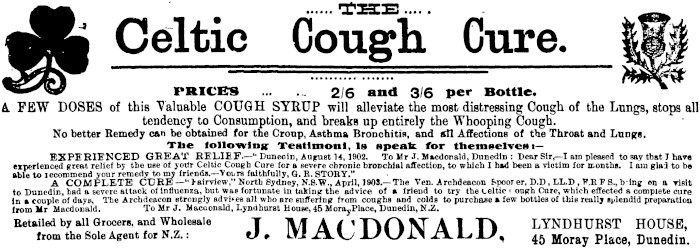 THE
Celtic Cough Cure.
PRICES ... ... 2/6 and 3/6 per Bottle.
A FEW DOSES of this Valuable COUGH SYRUP will alleviate the most distressing Cough of the Lungs, stops all
tendency to Consumption, and breaks up entirely the Whooping Cough.
No better Remedy can be obtained for the Croup, Asthma Bronchitis, and all Affections of the Throat and Lungs.
The following Testimoni, ls speak for themselves:—
EXPERIENCED GREAT RELIEF.—" Dunedin, August 14, 1902. To Mr J. Macdonald, Dunedin: Dear Sir,—I am pleased to say that I have
experienced great relief by the use of your Celtic Cough Cure for a severe chronic bronchial affection, to which I had been a victim for months. I am glad to be
able to recommend your remedy to my friends.—Yours faithfully, G. R. STORY."
A COMPLETE CURE—"Fairview," North Sydney, N.S.W., April, 1903.—The Ven. Archdeacon Spooner, D.D., LL.D, F.R.F.S., being on a visit
to Dunedin, had a severe attack of influenza, but was fortunate in taking the advice of a friend to try the Celtic Cough Cure, which effected a complete cure
in a couple of days. The Archdeacon strongly advises all who are suffering from coughs and colds to purchase a few bottles of this really splendid preparation
from Mr Macdonald. To Mr J. Macdonald, Lyndhurst House, 45 Moray Place, Dunedin, N.Z.
Retailed by all Grocers, and Wholesale
from the Sole Agent for N.Z.:
J. MACDONALD,
LYNDHURST HOUSE,
45 Moray Place, Dunedin.